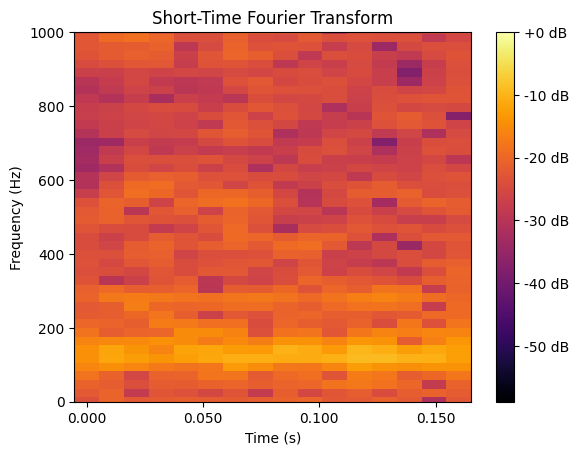 Short-Time Fourier Transform
1000
800
600
400
200
0
Frequency (Hz)
0.000
0.050
0.100
0.150
Time (s)
+0 dB
-10 dB
-20 dB
-30 dB
-40 dB
-50 dB